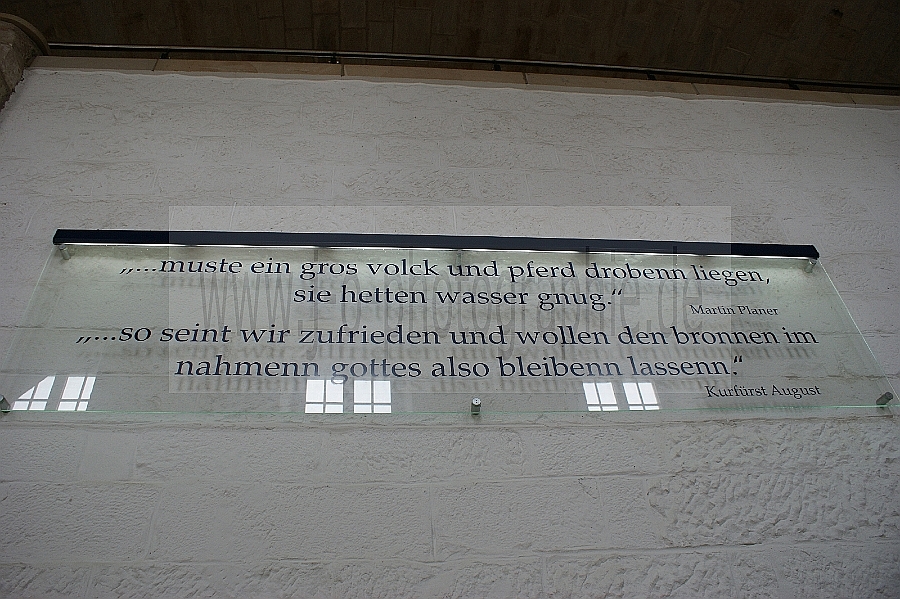 „...muste ein gros volck und pferd drobenn liegen,
sie hetten wasser gnug.“
Martin Planer
„...so seint wir zufrieden und wollen den bronnen im
nahmenn gottes also bleibenn lassenn.“
Kurfürst August